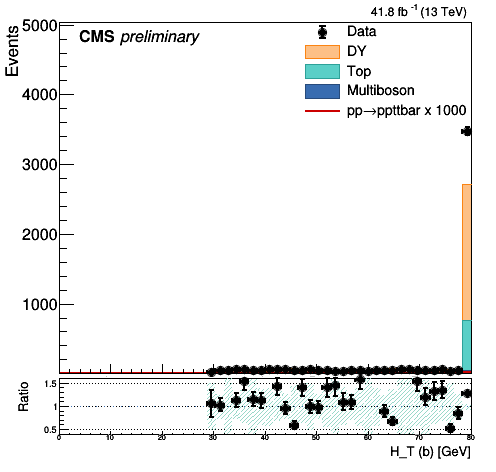 41.8 fb⁻¹ (13 TeV)
CMS preliminary
Data
DY
Top
Multiboson
pp→ppttbar x 1000
Events
5000
4000
3000
2000
1000
Ratio
1.5
1
0.5
0 10 20 30 40 50 60 70 80
H_T (b) [GeV]